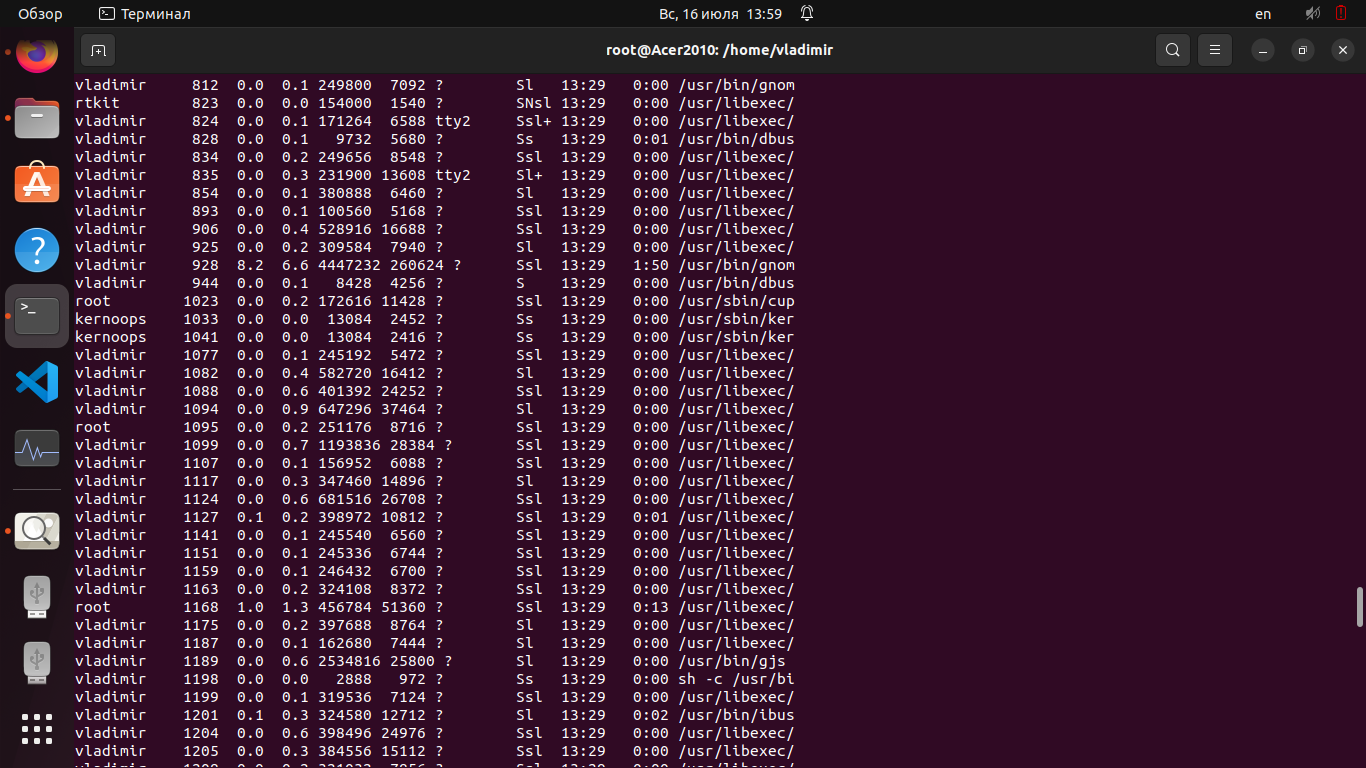 Обзор Терминал Вс, 16 июля 13:59 en
root@Acer2010: /home/vladimir
vladimir 812 0.0 0.1 249800 7092 ? Sl 13:29 0:00 /usr/bin/gnom
rtkit 823 0.0 0.0 154000 1540 ? SNsl 13:29 0:00 /usr/libexec/
vladimir 824 0.0 0.1 171264 6588 tty2 Ssl+ 13:29 0:00 /usr/libexec/
vladimir 828 0.0 0.1 9732 5680 ? Ss 13:29 0:01 /usr/bin/dbus
vladimir 834 0.0 0.2 249656 8548 ? Ssl 13:29 0:00 /usr/libexec/
vladimir 835 0.0 0.3 231900 13608 tty2 Sl+ 13:29 0:00 /usr/libexec/
vladimir 854 0.0 0.1 380888 6460 ? Sl 13:29 0:00 /usr/libexec/
vladimir 893 0.0 0.1 100560 5168 ? Ssl 13:29 0:00 /usr/libexec/
vladimir 906 0.0 0.4 528916 16688 ? Ssl 13:29 0:00 /usr/libexec/
vladimir 925 0.0 0.2 309584 7940 ? Sl 13:29 0:00 /usr/libexec/
vladimir 928 8.2 6.6 4447232 260624 ? Ssl 13:29 1:50 /usr/bin/gnom
vladimir 944 0.0 0.1 8428 4256 ? S 13:29 0:00 /usr/bin/dbus
root 1023 0.0 0.2 172616 11428 ? Ssl 13:29 0:00 /usr/sbin/cup
kernoops 1033 0.0 0.0 13084 2452 ? Ss 13:29 0:00 /usr/sbin/ker
kernoops 1041 0.0 0.0 13084 2416 ? Ss 13:29 0:00 /usr/sbin/ker
vladimir 1077 0.0 0.1 245192 5472 ? Ssl 13:29 0:00 /usr/libexec/
vladimir 1082 0.0 0.4 582720 16412 ? Sl 13:29 0:00 /usr/libexec/
vladimir 1088 0.0 0.6 401392 24252 ? Ssl 13:29 0:00 /usr/libexec/
vladimir 1094 0.0 0.9 647296 37464 ? Sl 13:29 0:00 /usr/libexec/
root 1095 0.0 0.2 251176 8716 ? Ssl 13:29 0:00 /usr/libexec/
vladimir 1099 0.0 0.7 1193836 28384 ? Ssl 13:29 0:00 /usr/libexec/
vladimir 1107 0.0 0.1 156952 6088 ? Ssl 13:29 0:00 /usr/libexec/
vladimir 1117 0.0 0.3 347460 14896 ? Sl 13:29 0:00 /usr/libexec/
vladimir 1124 0.0 0.6 681516 26708 ? Ssl 13:29 0:00 /usr/libexec/
vladimir 1127 0.1 0.2 398972 10812 ? Ssl 13:29 0:01 /usr/libexec/
vladimir 1141 0.0 0.1 245540 6560 ? Ssl 13:29 0:00 /usr/libexec/
vladimir 1151 0.0 0.1 245336 6744 ? Ssl 13:29 0:00 /usr/libexec/
vladimir 1159 0.0 0.1 246432 6700 ? Ssl 13:29 0:00 /usr/libexec/
vladimir 1163 0.0 0.2 324108 8372 ? Ssl 13:29 0:00 /usr/libexec/
root 1168 1.0 1.3 456784 51360 ? Ssl 13:29 0:13 /usr/libexec/
vladimir 1175 0.0 0.2 397688 8764 ? Sl 13:29 0:00 /usr/libexec/
vladimir 1187 0.0 0.1 162680 7444 ? Sl 13:29 0:00 /usr/libexec/
vladimir 1189 0.0 0.6 2534816 25800 ? Sl 13:29 0:00 /usr/bin/gjs
vladimir 1198 0.0 0.0 2888 972 ? Ss 13:29 0:00 sh -c /usr/bi
vladimir 1199 0.0 0.1 319536 7124 ? Ssl 13:29 0:00 /usr/libexec/
vladimir 1201 0.1 0.3 324580 12712 ? Sl 13:29 0:02 /usr/bin/ibus
vladimir 1204 0.0 0.6 398496 24976 ? Ssl 13:29 0:00 /usr/libexec/
vladimir 1205 0.0 0.3 384556 15112 ? Ssl 13:29 0:00 /usr/libexec/